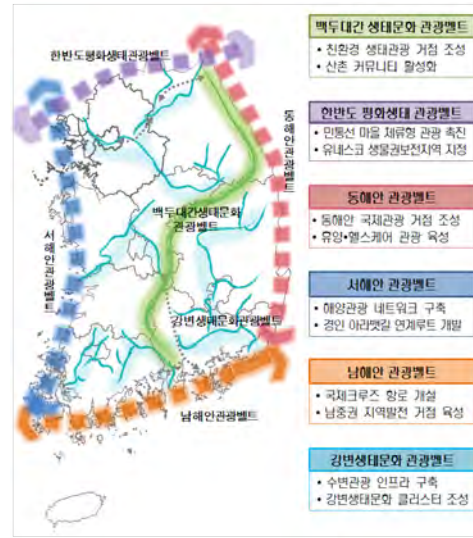 한반도평화생태관광벨트
동해안관광벨트
백두대간생태문화
관광벨트
서해안관광벨트
강변생태문화관광벨트
남해안관광벨트
백두대간 생태문화 관광벨트
• 친환경 생태관광 거점 조성
• 산촌 커뮤니티 활성화
한반도 평화생태 관광벨트
• 민통선 마을 체류형 관광 촉진
• 유네스코 생물권보전지역 지정
동해안 관광벨트
• 동해안 국제관광 거점 조성
• 휴양•헬스케어 관광 육성
서해안 관광벨트
• 해양관광 네트워크 구축
• 경인 아라뱃길 연계루트 개발
남해안 관광벨트
• 국제크루즈 항로 개설
• 남중권 지역발전 거점 육성
강변생태문화 관광벨트
• 수변관광 인프라 구축
• 강변생태문화 클러스터 조성